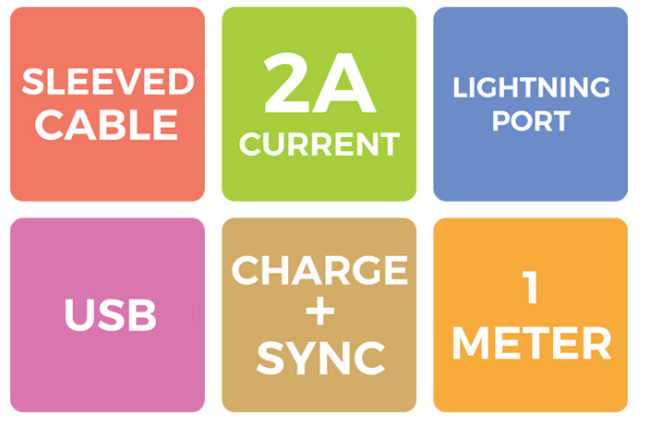 SLEEVED
CABLE
2A
CURRENT
LIGHTNING
PORT
USB
CHARGE
+
SYNC
1
METER